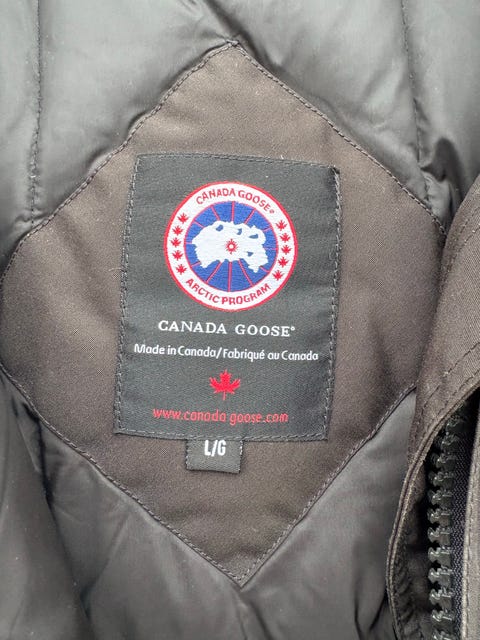 CANADA GOOSE®
ARCTIC PROGRAM
CANADA GOOSE®
Made in Canada/Fabriqué au Canada
www.canada-goose.com
L/G